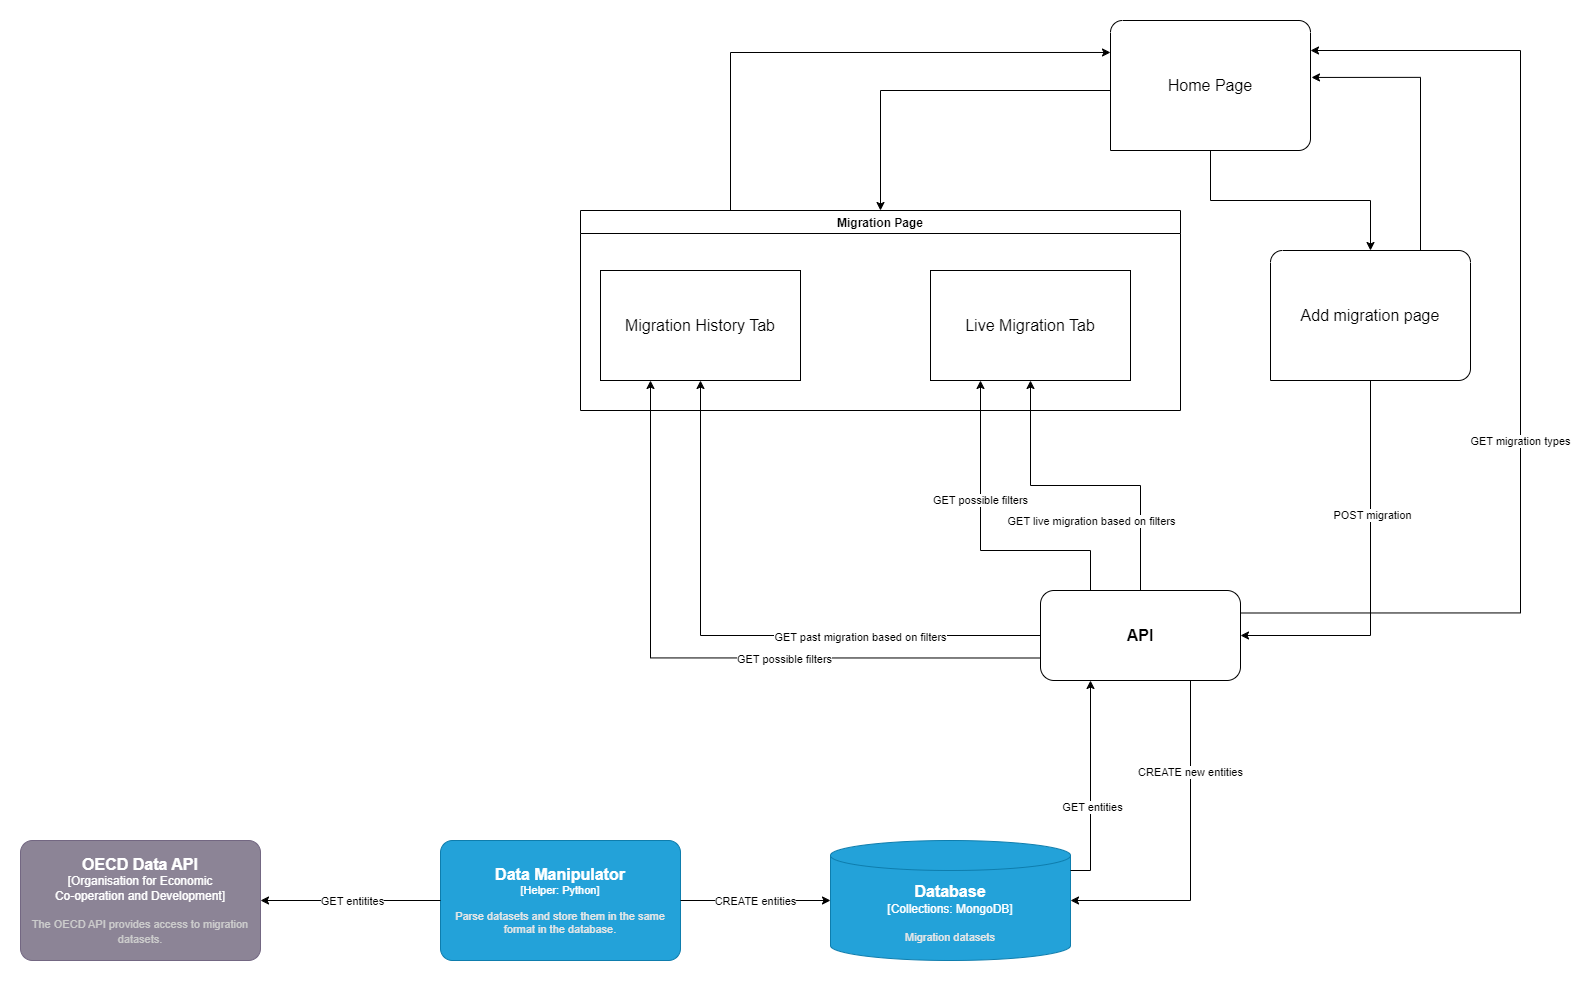 Home Page
Migration Page
Migration History Tab
Live Migration Tab
Add migration page
GET migration types
GET possible filters
POST migration
GET live migration based on filters
API
GET past migration based on filters
GET possible filters
CREATE new entities
GET entities
OECD Data API
[Organisation for Economic
Co-operation and Development]
The OECD API provides access to migration
datasets.
GET entitites
Data Manipulator
[Helper: Python]
Parse datasets and store them in the same
format in the database.
CREATE entities
Database
[Collections: MongoDB]
Migration datasets